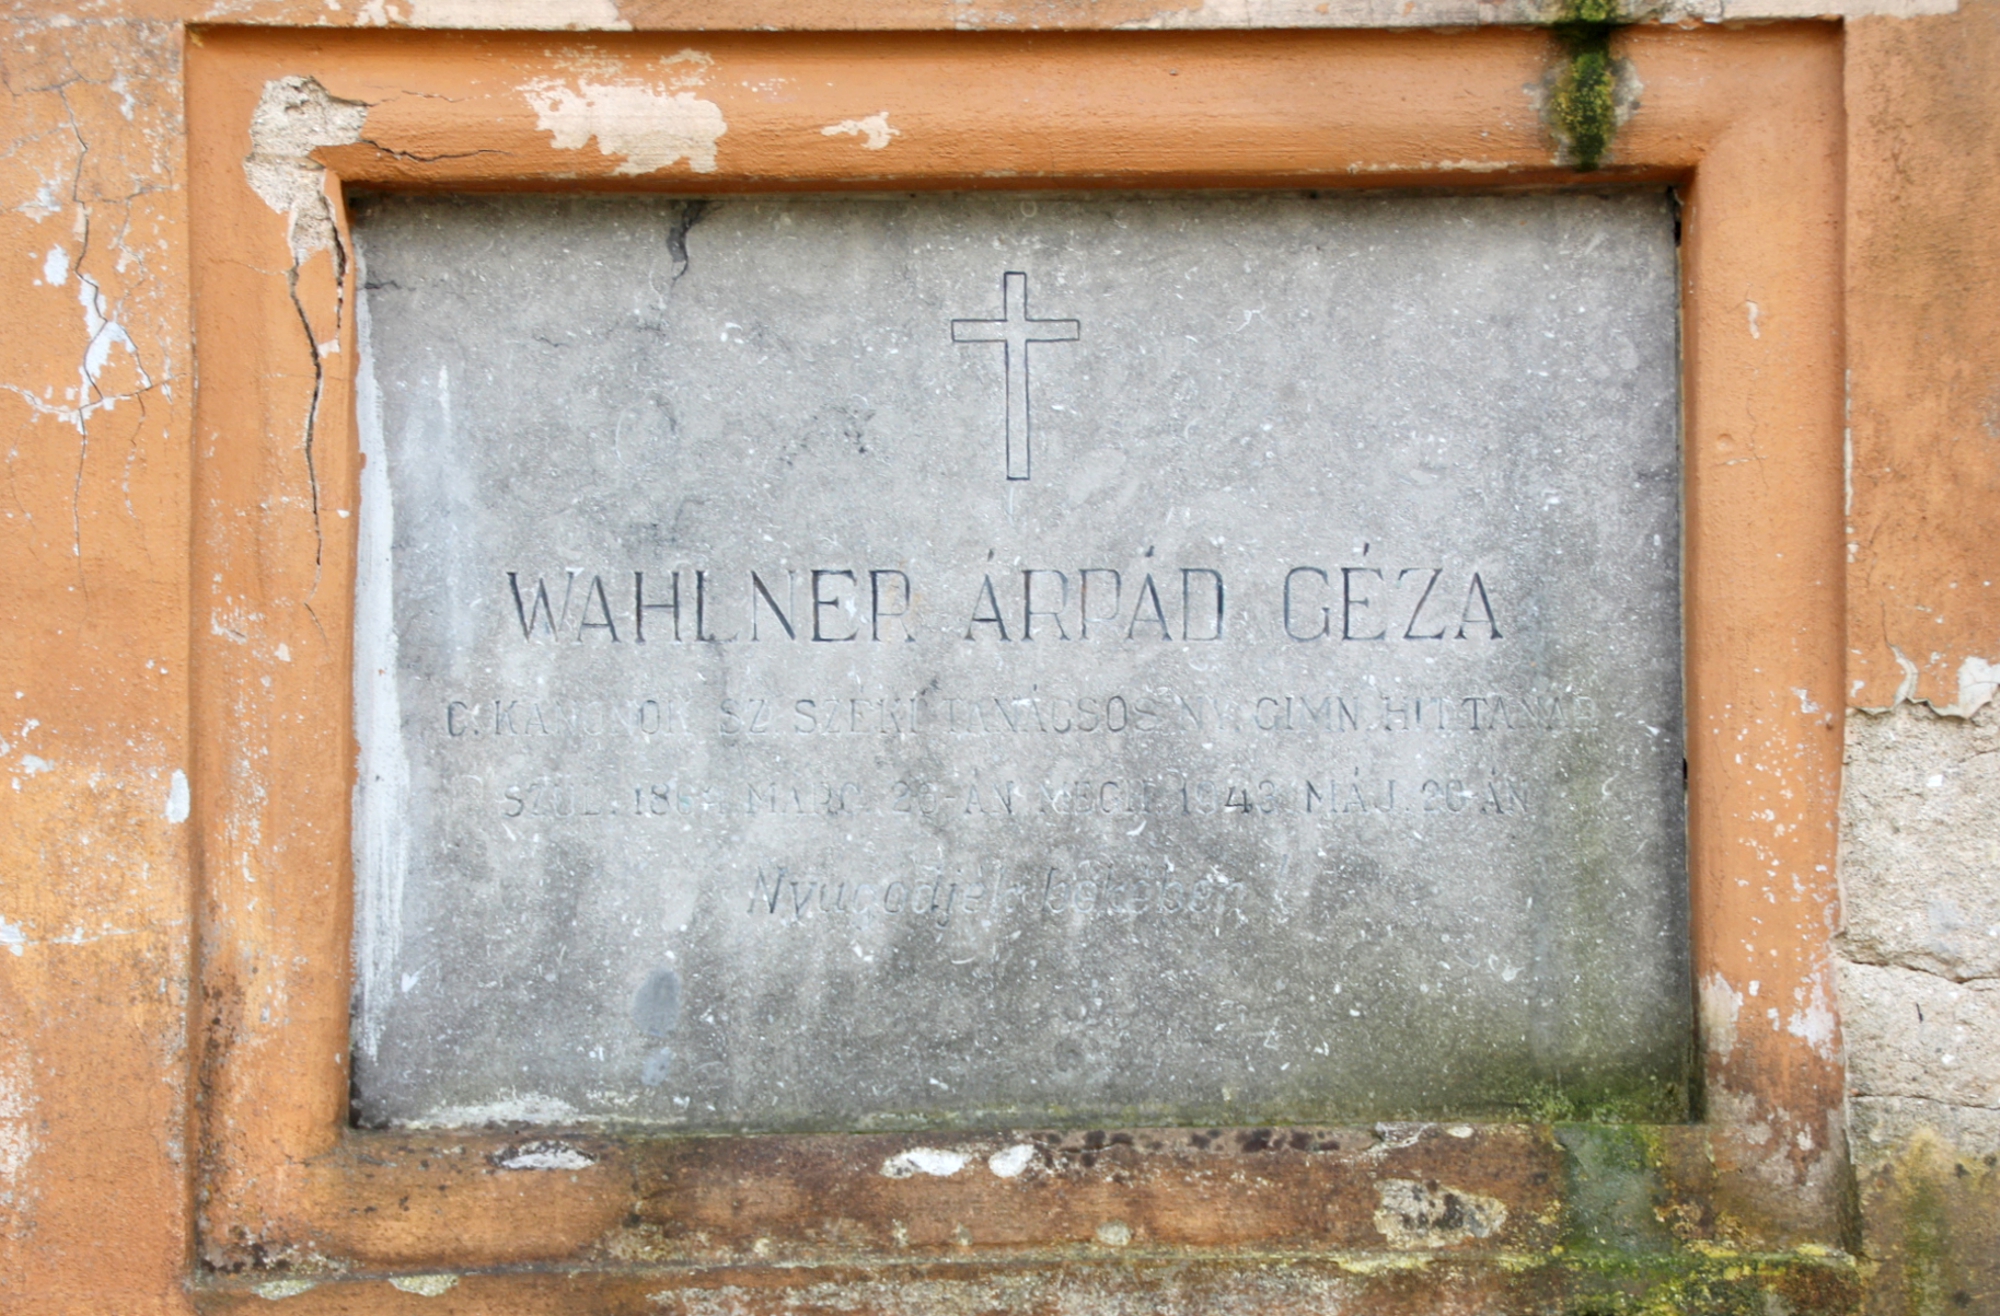 WAHLNER ÁRPÁD GÉZA
C. KANONOK SZ. SZÉKI TANÁCSOS NY. GIMN. HITTANÁR
SZÜL. MÁRC. 20-ÁN MEGH. 1943 MÁJ. 20-ÁN
Nyugodjék békében!